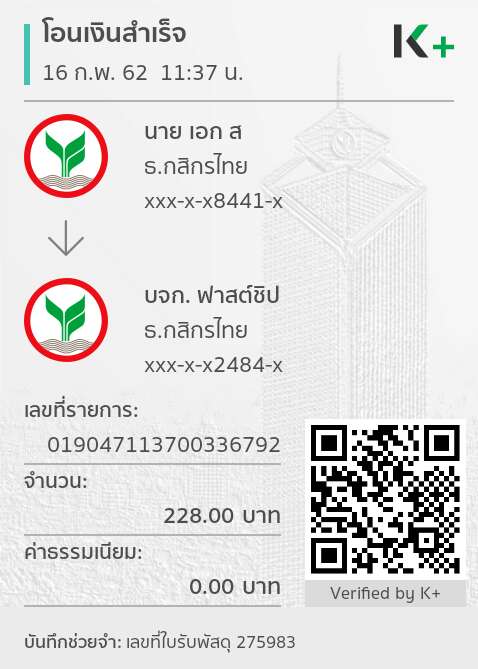 โอนเงินสำเร็จ
16 ก.พ. 62 11:37 น.
K+
นาย เอก ส
ธ.กสิกรไทย
xxx-x-x8441-x
บจก. ฟาสต์ชิป
ธ.กสิกรไทย
xxx-x-x2484-x
เลขที่รายการ:
019047113700336792
จำนวน:
228.00 บาท
ค่าธรรมเนียม:
0.00 บาท
Verified by K+
บันทึกช่วยจำ: เลขที่ใบรับพัสดุ 275983